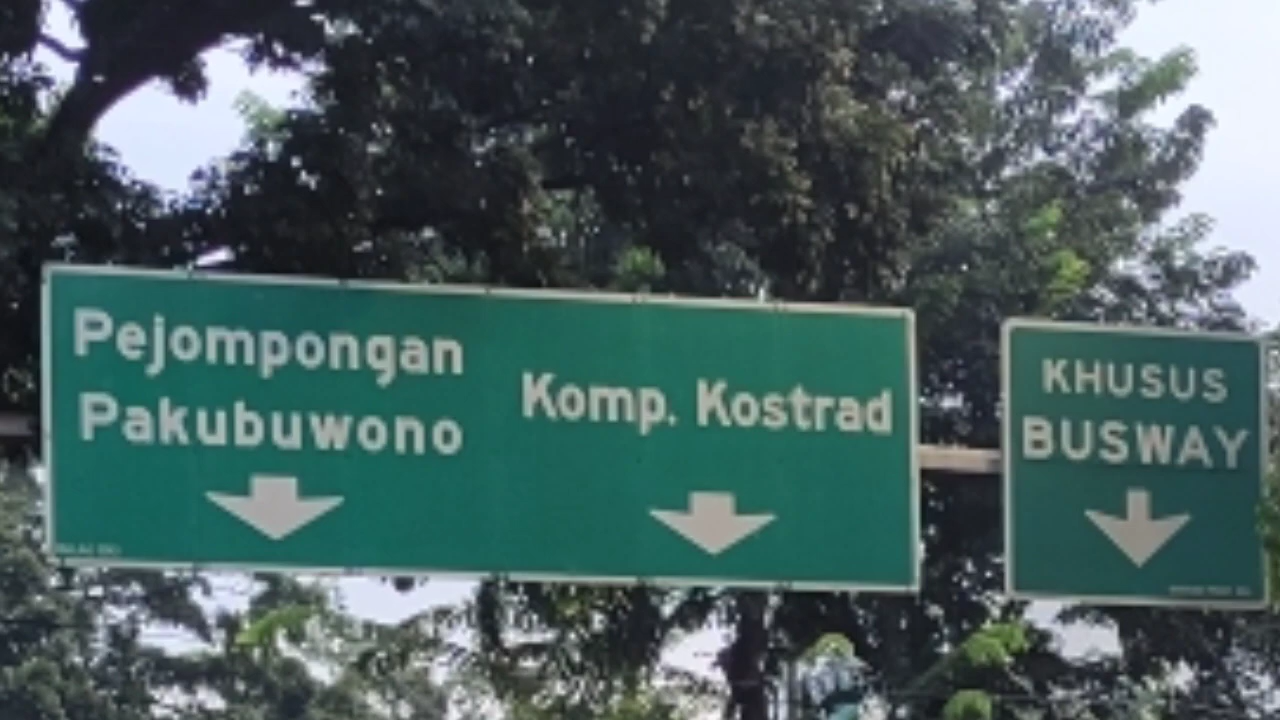 Pejompongan
Pakubuwono
Komp. Kostrad
KHUSUS
BUSWAY